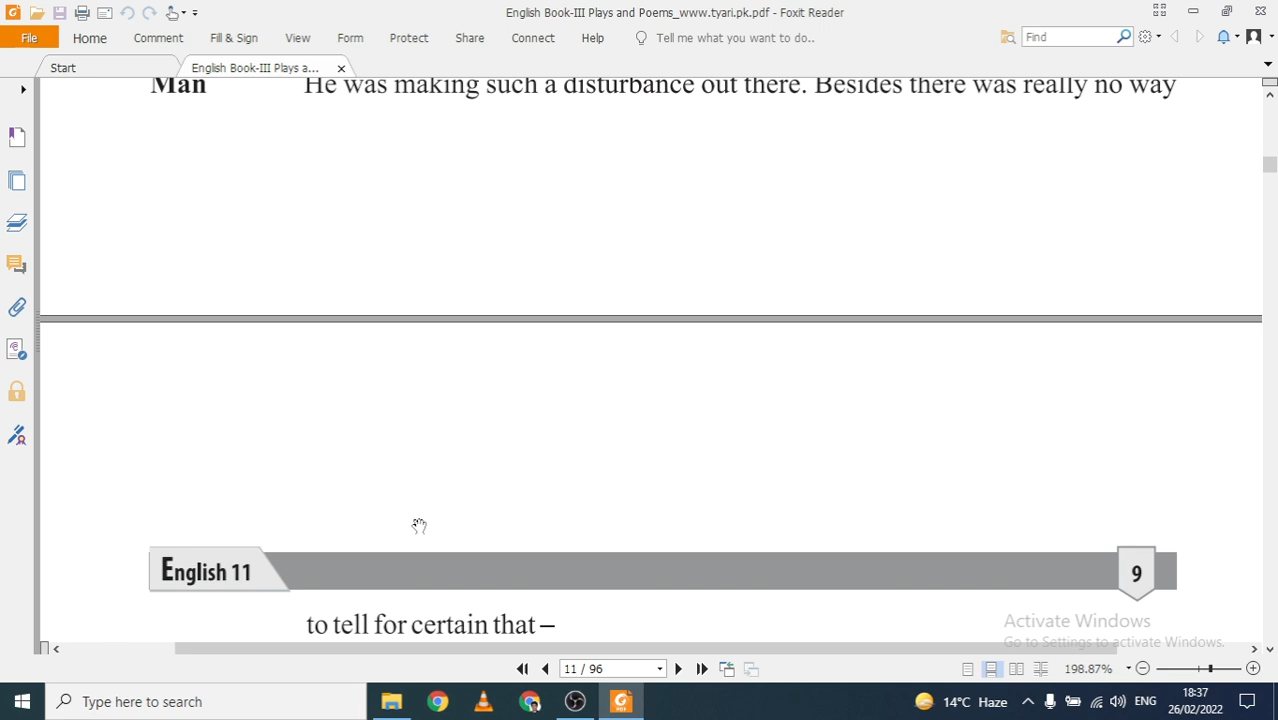 English Book-III Plays and Poems_www.tyari.pk.pdf - Foxit Reader
File Home Comment Fill & Sign View Form Protect Share Connect Help Tell me what you want to do.. Find
Start English Book-III Plays a...
Man He was making such a disturbance out there. Besides there was really no way
English 11 9
to tell for certain that –
Activate Windows
Go to Settings to activate Windows.
11 / 96 198.87%
Type here to search 14°C Haze ENG 18:37
26/02/2022